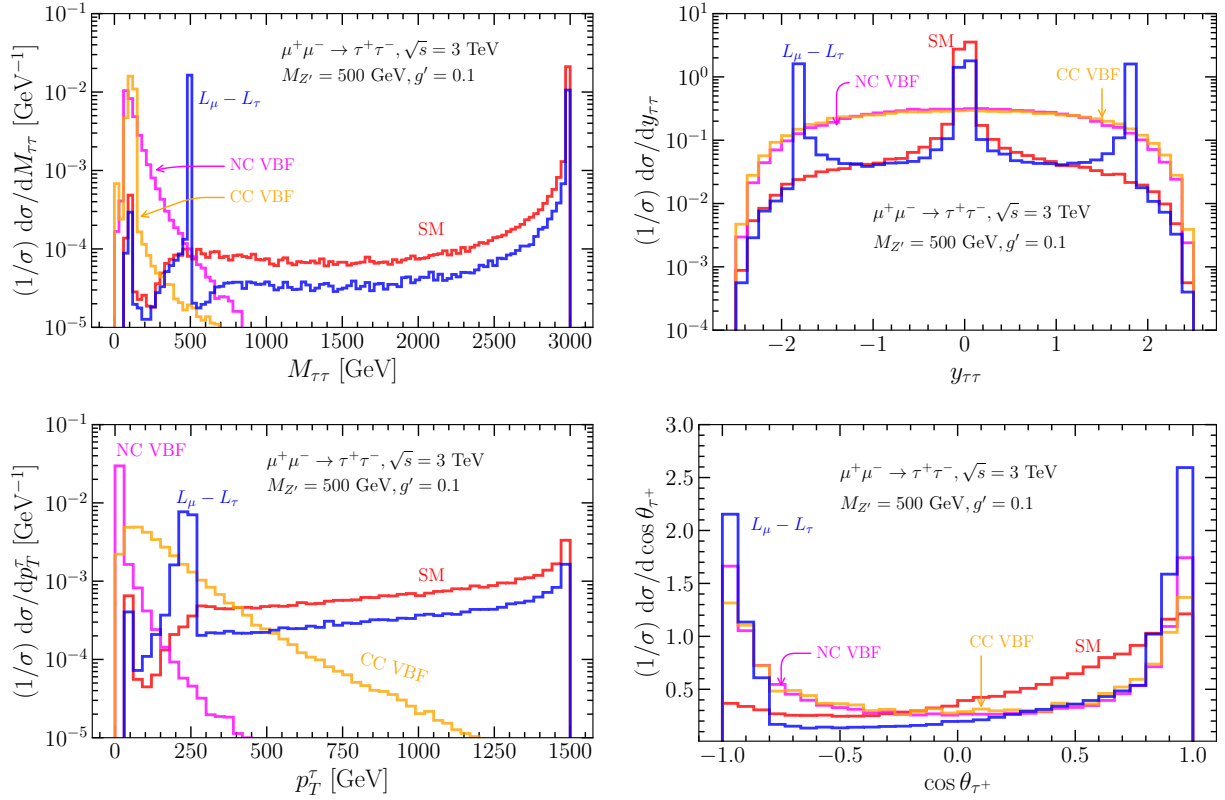 (1/σ) dσ/dM_ττ [GeV⁻¹]
10⁻¹
10⁻²
10⁻³
10⁻⁴
10⁻⁵
μ⁺μ⁻ → τ⁺τ⁻, √s = 3 TeV
M_Z′ = 500 GeV, g′ = 0.1
L_μ − L_τ
NC VBF
CC VBF
SM
0 500 1000 1500 2000 2500 3000
M_ττ [GeV]
(1/σ) dσ/dy_ττ
10¹
10⁰
10⁻¹
10⁻²
10⁻³
10⁻⁴
L_μ − L_τ
SM
NC VBF
CC VBF
μ⁺μ⁻ → τ⁺τ⁻, √s = 3 TeV
M_Z′ = 500 GeV, g′ = 0.1
−2 −1 0 1 2
y_ττ
(1/σ) dσ/dp_T^τ [GeV⁻¹]
10⁻¹
10⁻²
10⁻³
10⁻⁴
10⁻⁵
NC VBF
μ⁺μ⁻ → τ⁺τ⁻, √s = 3 TeV
M_Z′ = 500 GeV, g′ = 0.1
L_μ − L_τ
SM
CC VBF
0 250 500 750 1000 1250 1500
p_T^τ [GeV]
(1/σ) dσ/d cos θ_τ⁺
3.0
2.5
2.0
1.5
1.0
0.5
μ⁺μ⁻ → τ⁺τ⁻, √s = 3 TeV
M_Z′ = 500 GeV, g′ = 0.1
L_μ − L_τ
NC VBF
CC VBF
SM
−1.0 −0.5 0.0 0.5 1.0
cos θ_τ⁺